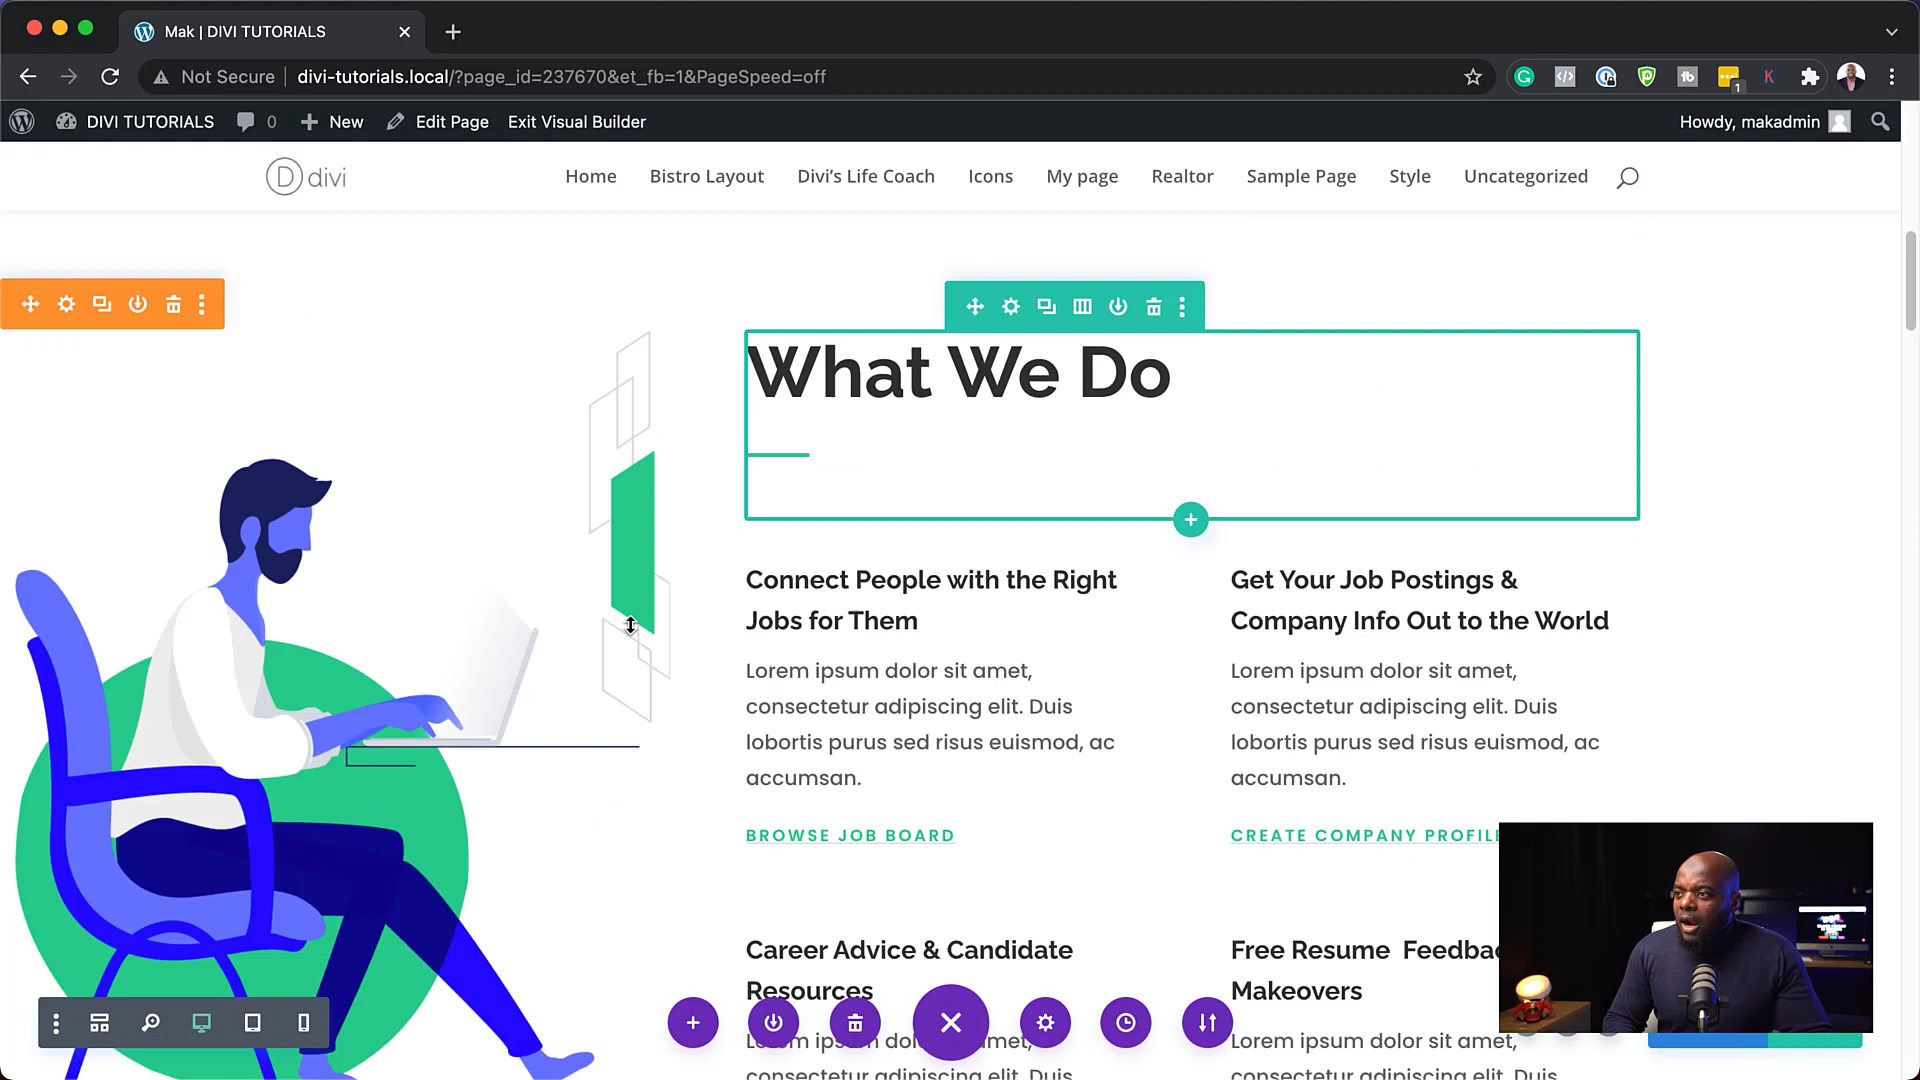 Mak | DIVI TUTORIALS
Not Secure
divi-tutorials.local/?page_id=237670&et_fb=1&PageSpeed=off
1
DIVI TUTORIALS
0
New
Edit Page
Exit Visual Builder
Howdy, makadmin
D divi
Home
Bistro Layout
Divi's Life Coach
Icons
My page
Realtor
Sample Page
Style
Uncategorized
What We Do
Connect People with the Right
Jobs for Them
Lorem ipsum dolor sit amet,
consectetur adipiscing elit. Duis
lobortis purus sed risus euismod, ac
accumsan.
BROWSE JOB BOARD
Get Your Job Postings &
Company Info Out to the World
Lorem ipsum dolor sit amet,
consectetur adipiscing elit. Duis
lobortis purus sed risus euismod, ac
accumsan.
CREATE COMPANY PROFILE
Career Advice & Candidate
Resources
consectetur adipiscing elit. Duis
Free Resume
Makeovers
Lorem ipsum dolor sit amet,
consectetur adipiscing elit. Duis